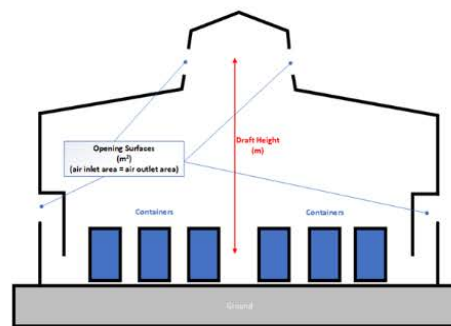 Draft Height
(m)
Opening Surfaces
(m²)
(air inlet area = air outlet area)
Containers
Containers
Ground